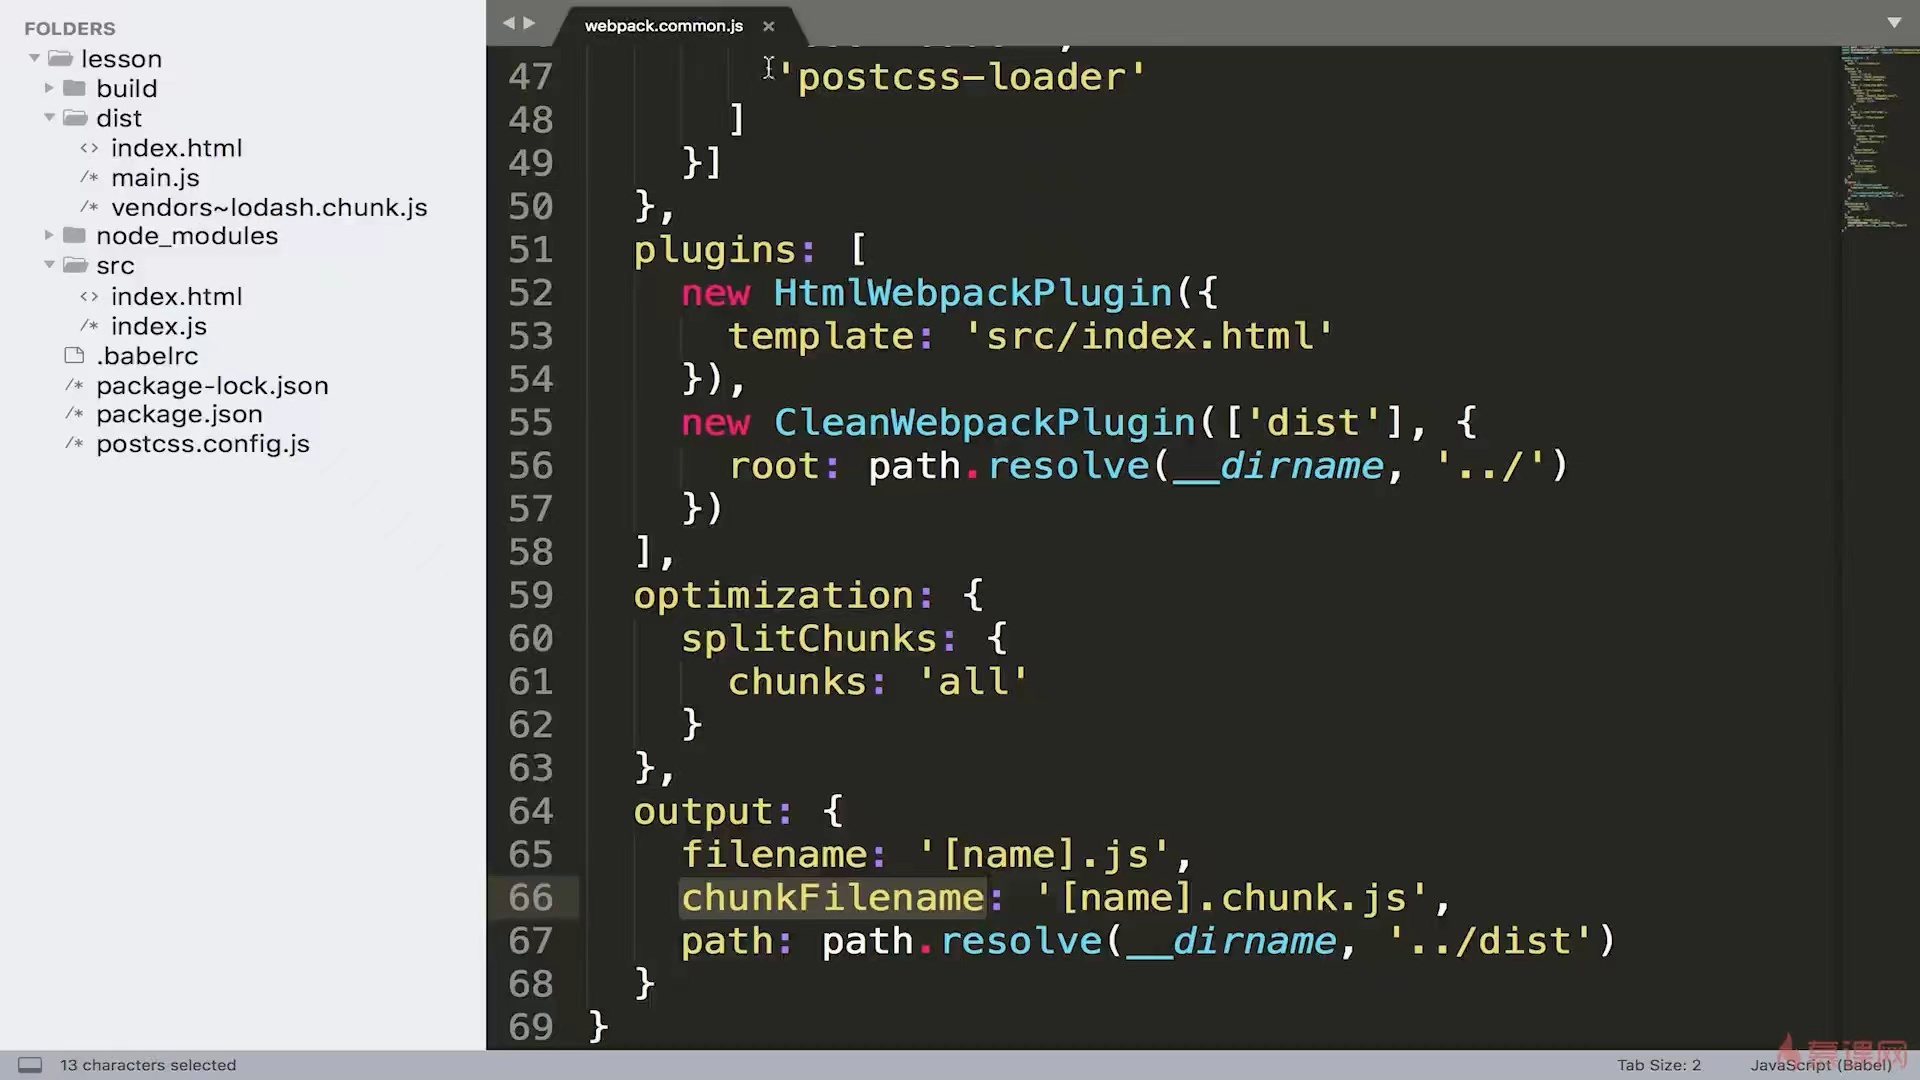 FOLDERS
lesson
build
dist
<> index.html
/* main.js
/* vendors~lodash.chunk.js
node_modules
src
<> index.html
/* index.js
.babelrc
/* package-lock.json
/* package.json
/* postcss.config.js
webpack.common.js ×
47 'postcss-loader'
48 ]
49 }]
50 },
51 plugins: [
52 new HtmlWebpackPlugin({
53 template: 'src/index.html'
54 }),
55 new CleanWebpackPlugin(['dist'], {
56 root: path.resolve(__dirname, '../')
57 })
58 ],
59 optimization: {
60 splitChunks: {
61 chunks: 'all'
62 }
63 },
64 output: {
65 filename: '[name].js',
66 chunkFilename: '[name].chunk.js',
67 path: path.resolve(__dirname, '../dist')
68 }
69 }
13 characters selected
Tab Size: 2
JavaScript (Babel)
慕课网